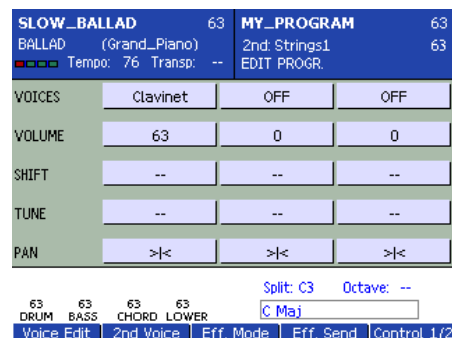 SLOW_BALLAD 63 MY_PROGRAM 63
BALLAD (Grand_Piano) 2nd: Strings1 63
Tempo: 76 Transp: -- EDIT PROGR.
VOICES Clavinet OFF OFF
VOLUME 63 0 0
SHIFT -- -- --
TUNE -- -- --
PAN >|< >|< >|<
Split: C3 Octave: --
63 63 63 63 C Maj
DRUM BASS CHORD LOWER
Voice Edit 2nd Voice Eff. Mode Eff. Send Control 1/2